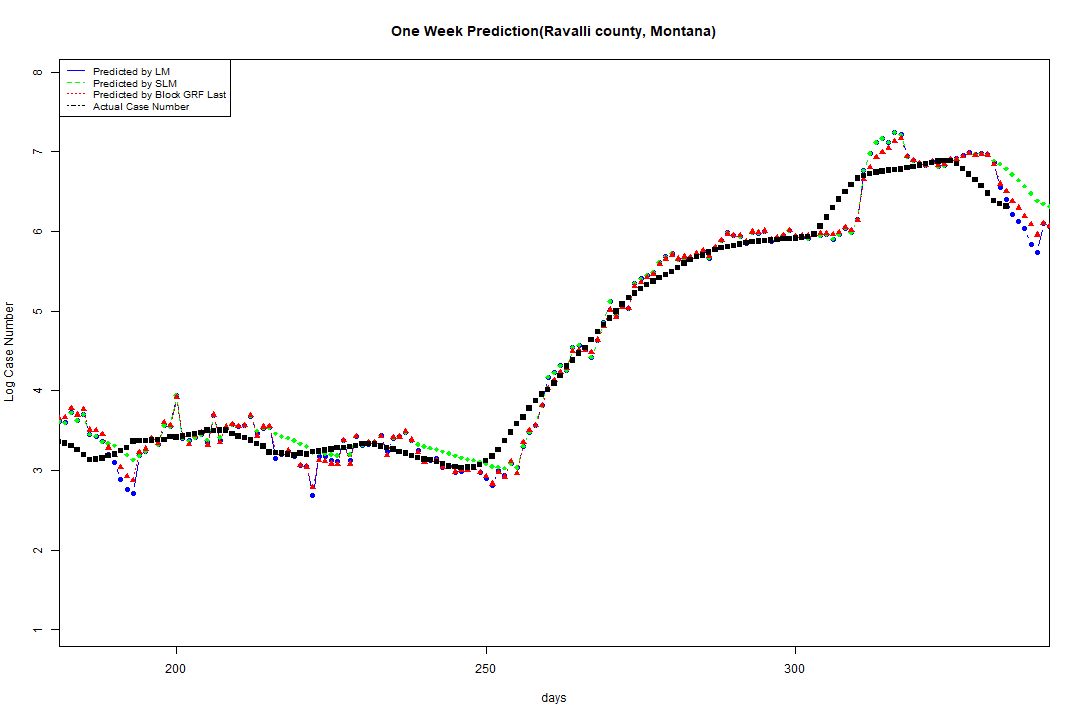 One Week Prediction(Ravalli county, Montana)
Predicted by LM
Predicted by SLM
Predicted by Block GRF Last
Actual Case Number
8
7
6
5
4
3
2
1
Log Case Number
200 250 300
days